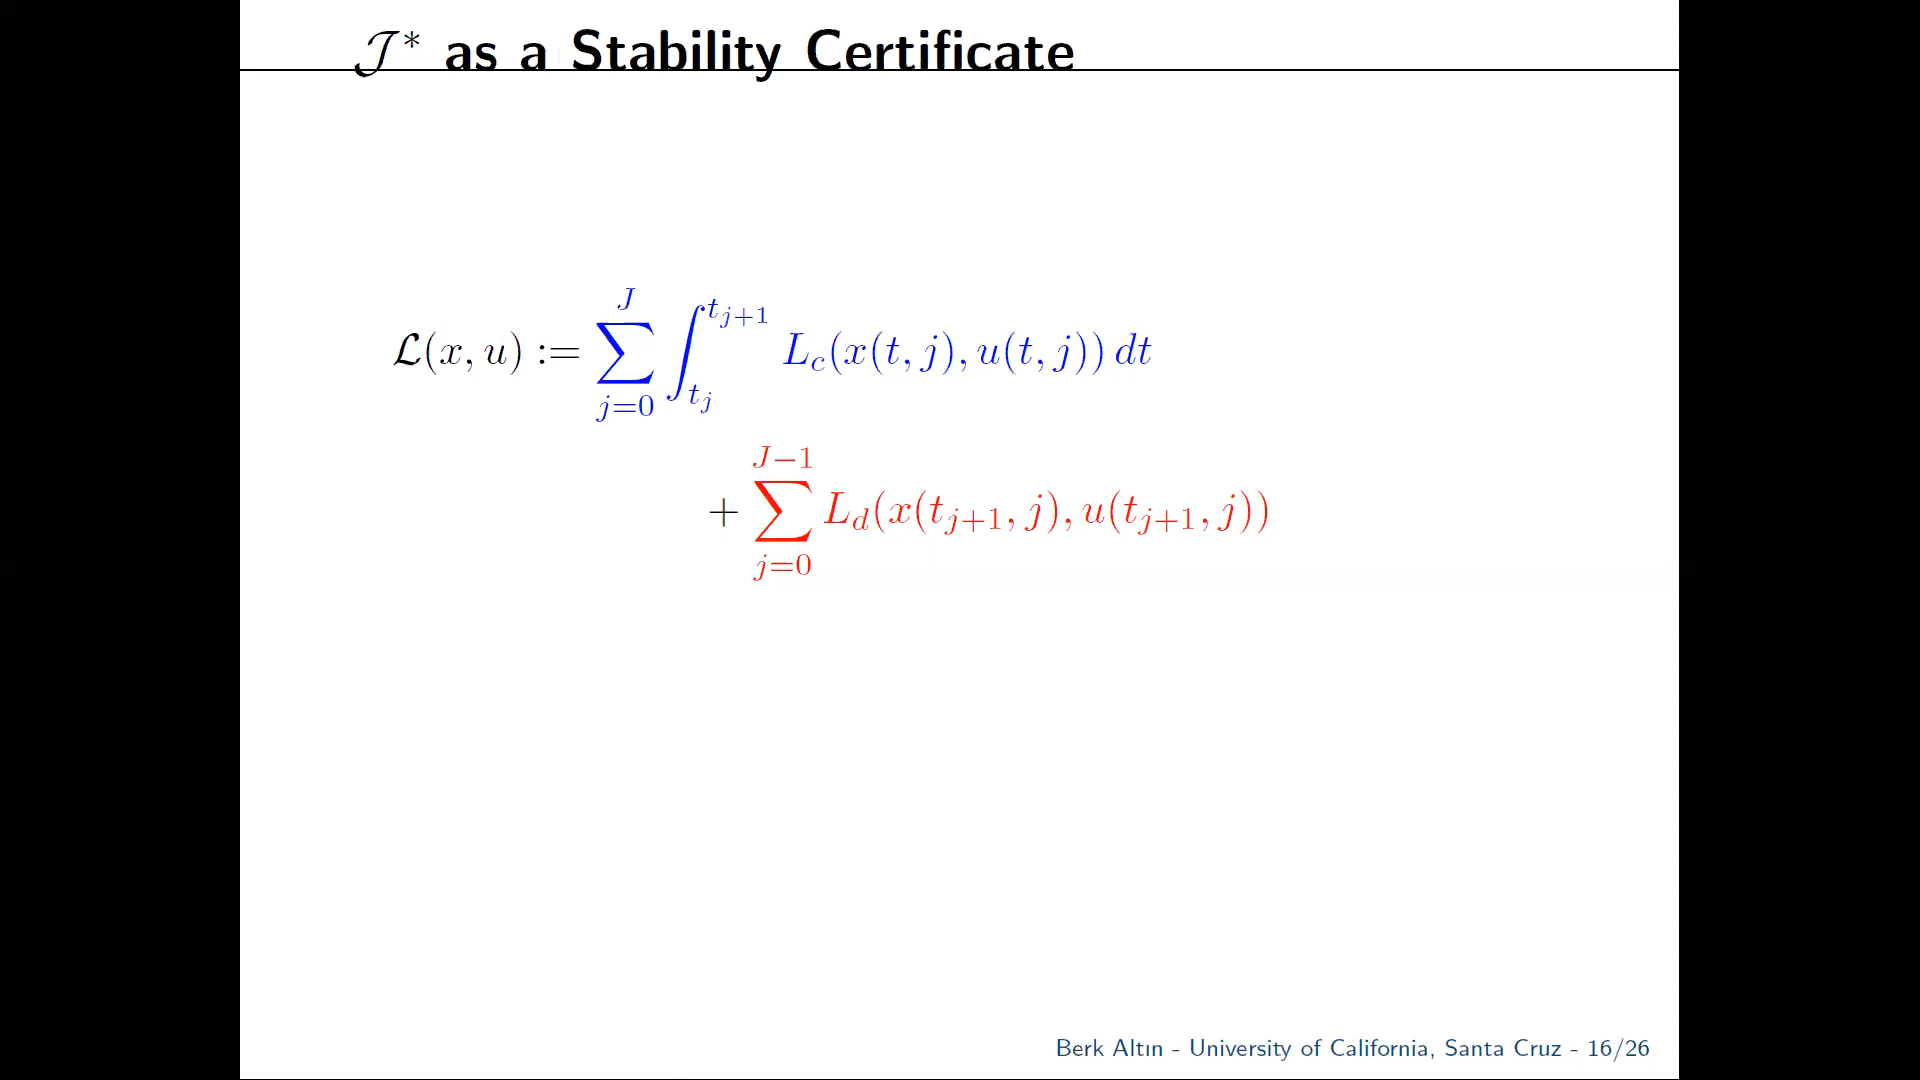 𝒥* as a Stability Certificate
ℒ(x, u) := ∑_{j=0}^{J} ∫_{t_j}^{t_{j+1}} L_c(x(t, j), u(t, j)) dt
+ ∑_{j=0}^{J−1} L_d(x(t_{j+1}, j), u(t_{j+1}, j))
Berk Altın - University of California, Santa Cruz - 16/26